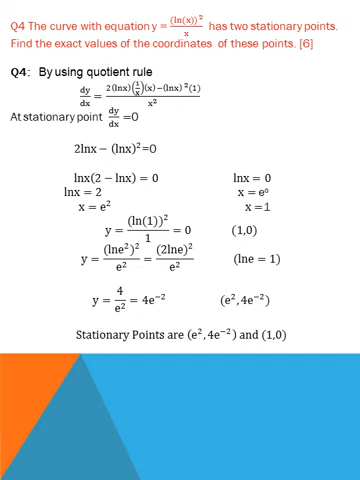 Q4 The curve with equation y = (ln(x))²/x has two stationary points.
Find the exact values of the coordinates of these points. [6]
Q4: By using quotient rule
dy/dx = (2(lnx)(1/x)(x)−(lnx)²(1))/x²
At stationary point dy/dx =0
2lnx − (lnx)²=0
lnx(2 − lnx) = 0 lnx = 0
lnx = 2 x = e⁰
x = e² x =1
y = (ln(1))²/1 = 0 (1,0)
y = (lne²)²/e² = (2lne)²/e² (lne = 1)
y = 4/e² = 4e⁻² (e², 4e⁻²)
Stationary Points are (e², 4e⁻²) and (1,0)